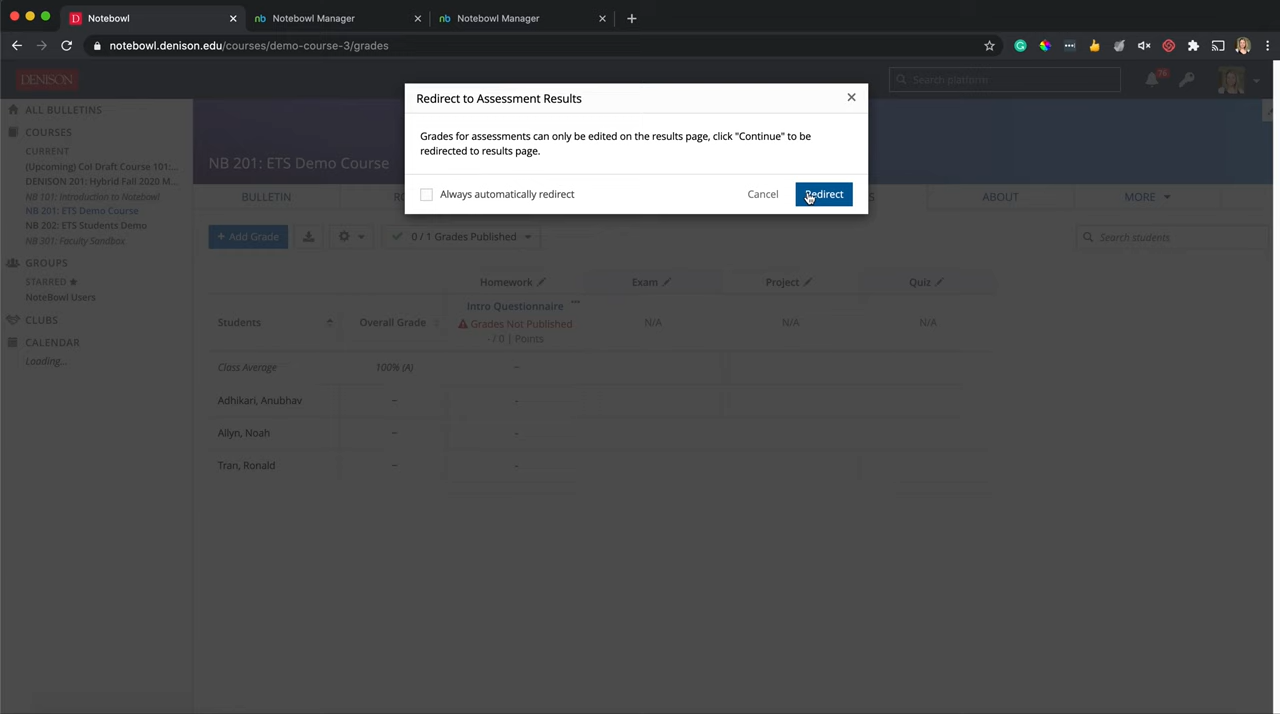 Notebowl
Notebowl Manager
Notebowl Manager
notebowl.denison.edu/courses/demo-course-3/grades
DENISON
Search platform
76
ALL BULLETINS
COURSES
CURRENT
(Upcoming) Col Draft Course 101:...
DENISON 201: Hybrid Fall 2020 M...
NB 101: Introduction to Notebowl
NB 201: ETS Demo Course
NB 202: ETS Students Demo
NB 301: Faculty Sandbox
GROUPS
STARRED
NoteBowl Users
CLUBS
CALENDAR
Loading...
NB 201: ETS Demo Course
BULLETIN
RO
S
ABOUT
MORE
Redirect to Assessment Results
Grades for assessments can only be edited on the results page, click "Continue" to be
redirected to results page.
Always automatically redirect
Cancel
Redirect
+ Add Grade
0 / 1 Grades Published
Search students
Homework
Exam
Project
Quiz
Students
Overall Grade
Intro Questionnaire
Grades Not Published
- / 0 | Points
N/A
N/A
N/A
Class Average
100% (A)
–
Adhikari, Anubhav
–
-
Allyn, Noah
–
-
Tran, Ronald
–
-